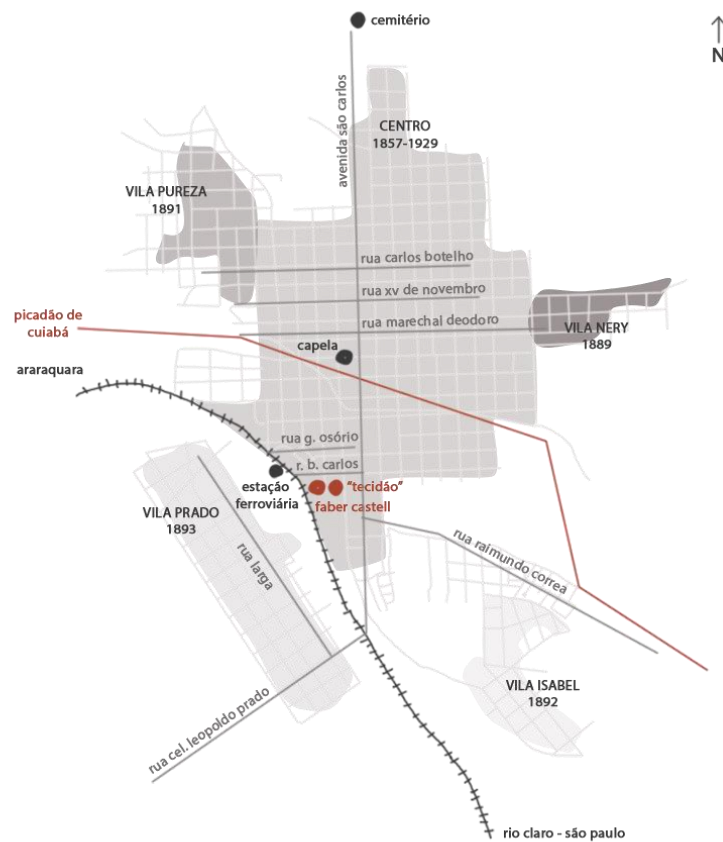 cemitério
N
avenida são carlos
CENTRO
1857-1929
VILA PUREZA
1891
rua carlos botelho
rua xv de novembro
picadão de
cuiabá
rua marechal deodoro
VILA NERY
1889
capela
araraquara
rua g. osório
r. b. carlos
estação
ferroviária
"tecidão"
faber castell
VILA PRADO
1893
rua larga
rua raimundo correa
VILA ISABEL
1892
rua cel. leopoldo prado
rio claro - são paulo